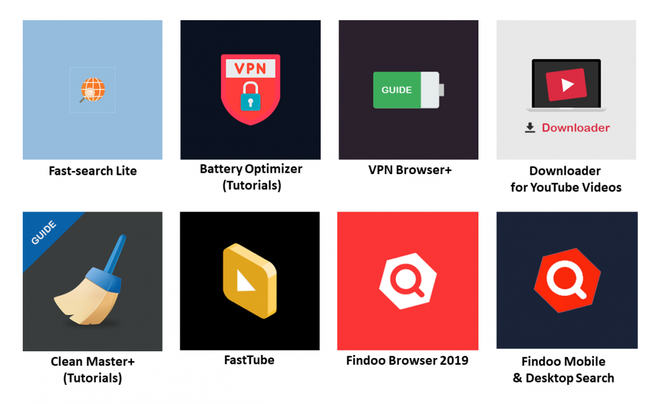 VPN
GUIDE
Downloader
Fast-search Lite
Battery Optimizer
(Tutorials)
VPN Browser+
Downloader
for YouTube Videos
GUIDE
Clean Master+
(Tutorials)
FastTube
Findoo Browser 2019
Findoo Mobile
& Desktop Search